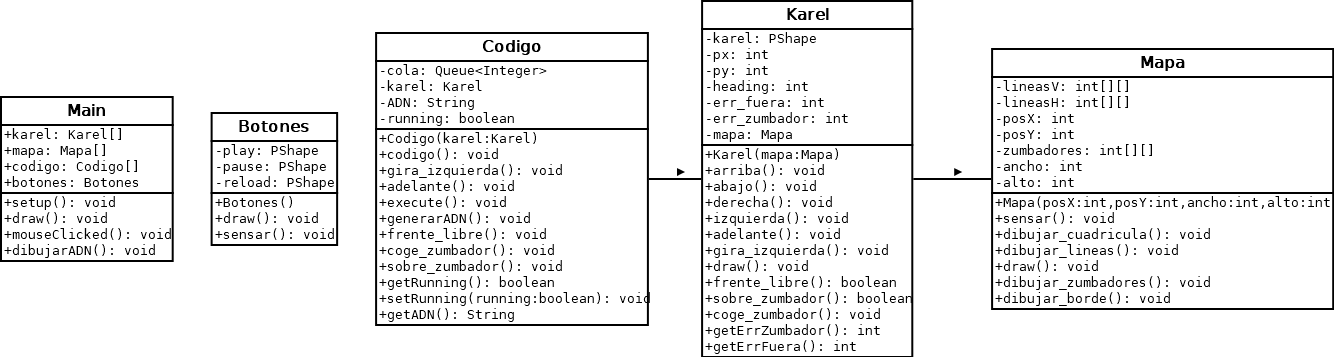 Main
+karel: Karel[]
+mapa: Mapa[]
+codigo: Codigo[]
+botones: Botones
+setup(): void
+draw(): void
+mouseClicked(): void
+dibujarADN(): void
Botones
-play: PShape
-pause: PShape
-reload: PShape
+Botones()
+draw(): void
+sensar(): void
Codigo
-cola: Queue<Integer>
-karel: Karel
-ADN: String
-running: boolean
+Codigo(karel:Karel)
+codigo(): void
+gira_izquierda(): void
+adelante(): void
+execute(): void
+generarADN(): void
+frente_libre(): void
+coge_zumbador(): void
+sobre_zumbador(): void
+getRunning(): boolean
+setRunning(running:boolean): void
+getADN(): String
Karel
-karel: PShape
-px: int
-py: int
-heading: int
-err_fuera: int
-err_zumbador: int
-mapa: Mapa
+Karel(mapa:Mapa)
+arriba(): void
+abajo(): void
+derecha(): void
+izquierda(): void
+adelante(): void
+gira_izquierda(): void
+draw(): void
+frente_libre(): boolean
+sobre_zumbador(): boolean
+coge_zumbador(): void
+getErrZumbador(): int
+getErrFuera(): int
Mapa
-lineasV: int[][]
-lineasH: int[][]
-posX: int
-posY: int
-zumbadores: int[][]
-ancho: int
-alto: int
+Mapa(posX:int,posY:int,ancho:int,alto:int
+sensar(): void
+dibujar_cuadricula(): void
+dibujar_lineas(): void
+draw(): void
+dibujar_zumbadores(): void
+dibujar_borde(): void